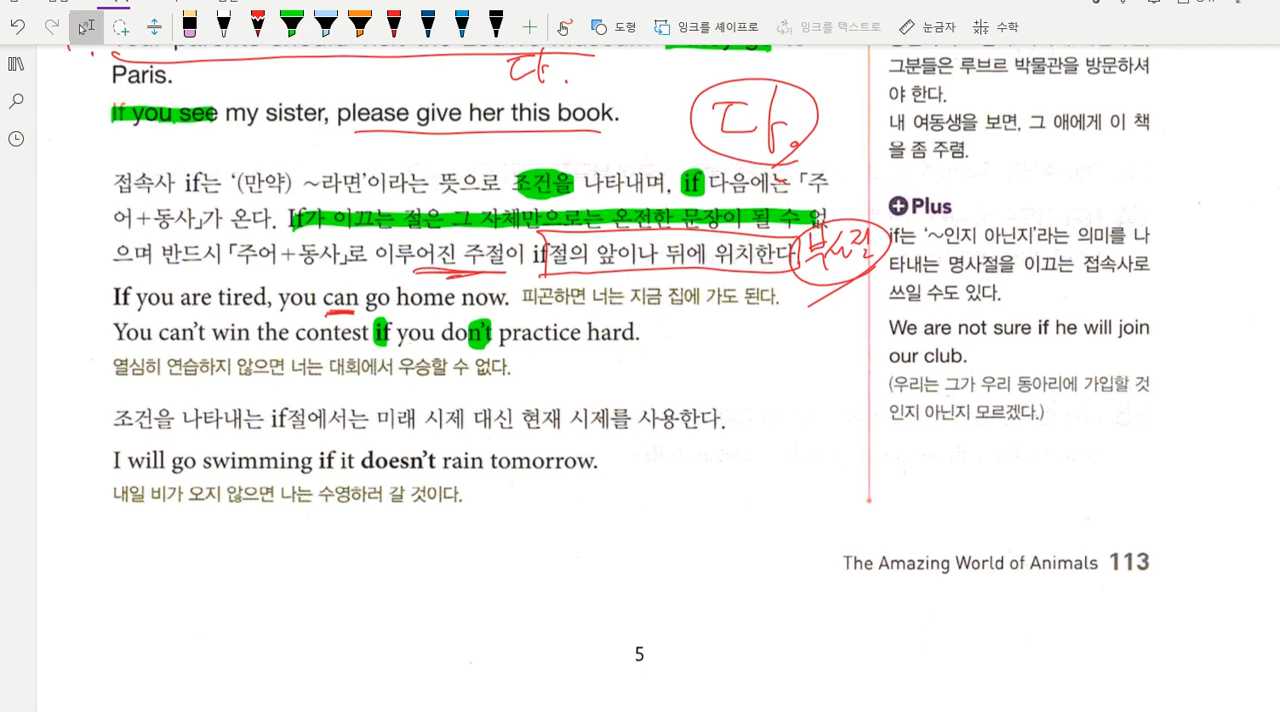 도형
잉크를 셰이프로
잉크를 텍스트로
눈금자
수학
Paris.
다.
If you see my sister, please give her this book.
다.
접속사 if는 ‘(만약) ~라면’이라는 뜻으로 조건을 나타내며, if 다음에는 「주
어+동사」가 온다. If가 이끄는 절은 그 자체만으로는 온전한 문장이 될 수 없
으며 반드시 「주어+동사」로 이루어진 주절이 if절의 앞이나 뒤에 위치한다
부사절
If you are tired, you can go home now. 피곤하면 너는 지금 집에 가도 된다.
You can’t win the contest if you don’t practice hard.
열심히 연습하지 않으면 너는 대회에서 우승할 수 없다.
조건을 나타내는 if절에서는 미래 시제 대신 현재 시제를 사용한다.
I will go swimming if it doesn’t rain tomorrow.
내일 비가 오지 않으면 나는 수영하러 갈 것이다.
그분들은 루브르 박물관을 방문하셔
야 한다.
내 여동생을 보면, 그 애에게 이 책
을 좀 주렴.
Plus
if는 ‘~인지 아닌지’라는 의미를 나
타내는 명사절을 이끄는 접속사로
쓰일 수도 있다.
We are not sure if he will join
our club.
(우리는 그가 우리 동아리에 가입할 것
인지 아닌지 모르겠다.)
The Amazing World of Animals 113
5